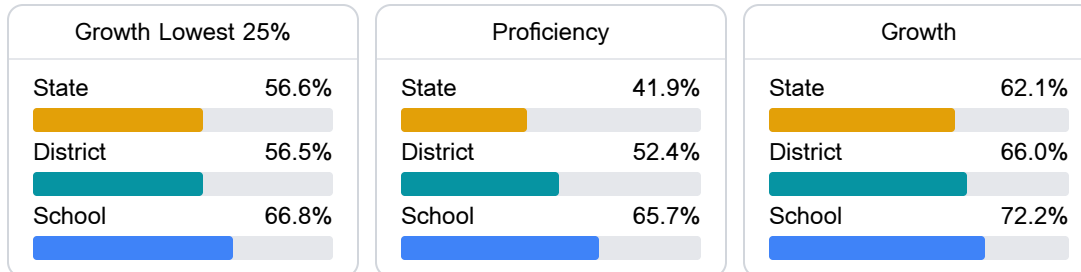 Growth Lowest 25%
State 56.6%
District 56.5%
School 66.8%
Proficiency
State 41.9%
District 52.4%
School 65.7%
Growth
State 62.1%
District 66.0%
School 72.2%